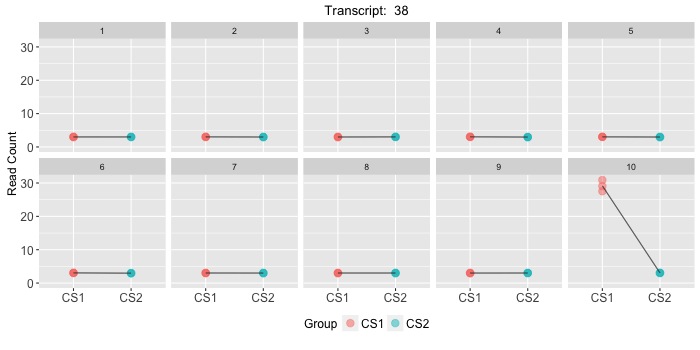 Transcript:  38
1 2 3 4 5
30
20
10
0
Read Count
6 7 8 9 10
30
20
10
0
CS1 CS2 CS1 CS2 CS1 CS2 CS1 CS2 CS1 CS2
Group CS1 CS2